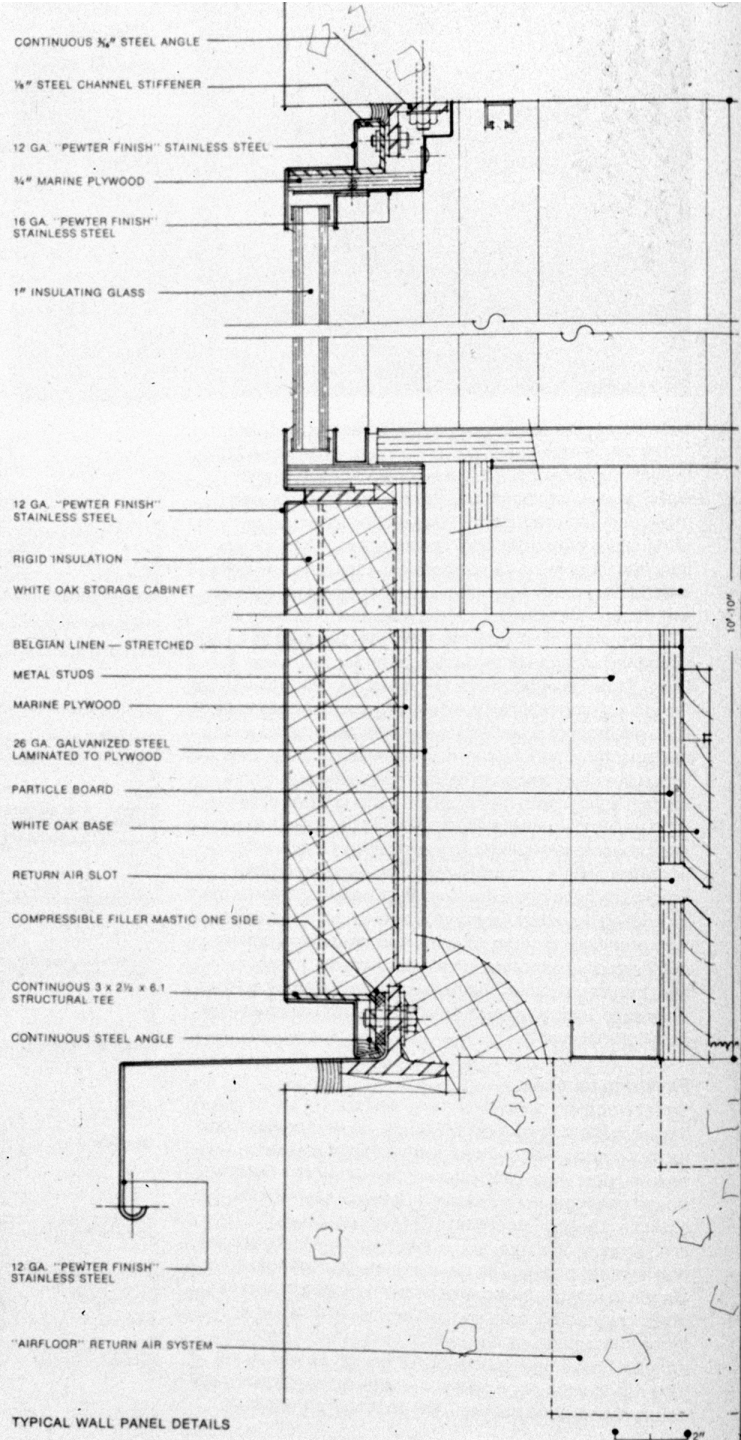 CONTINUOUS ¾" STEEL ANGLE
⅛" STEEL CHANNEL STIFFENER
12 GA. "PEWTER FINISH" STAINLESS STEEL
¾" MARINE PLYWOOD
16 GA. "PEWTER FINISH"
STAINLESS STEEL
1" INSULATING GLASS
12 GA. "PEWTER FINISH"
STAINLESS STEEL
RIGID INSULATION
WHITE OAK STORAGE CABINET
10'-10"
BELGIAN LINEN — STRETCHED
METAL STUDS
MARINE PLYWOOD
26 GA. GALVANIZED STEEL
LAMINATED TO PLYWOOD
PARTICLE BOARD
WHITE OAK BASE
RETURN AIR SLOT
COMPRESSIBLE FILLER-MASTIC ONE SIDE
CONTINUOUS 3 x 2½ x 6.1
STRUCTURAL TEE
CONTINUOUS STEEL ANGLE
12 GA. "PEWTER FINISH"
STAINLESS STEEL
"AIRFLOOR" RETURN AIR SYSTEM
TYPICAL WALL PANEL DETAILS
2"